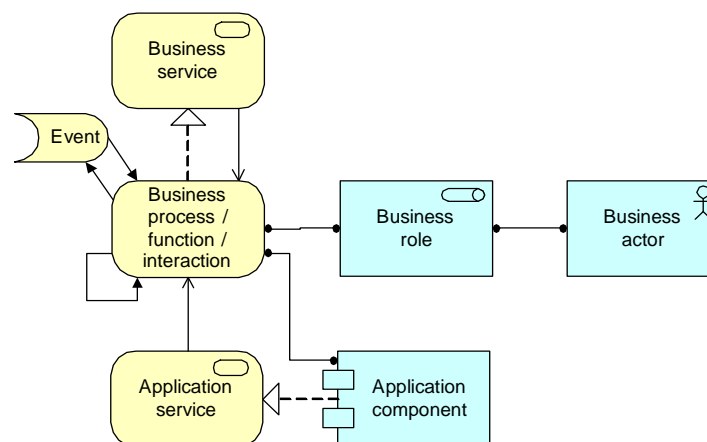 Business
service
Event
Business
process /
function /
interaction
Business
role
Business
actor
Application
service
Application
component